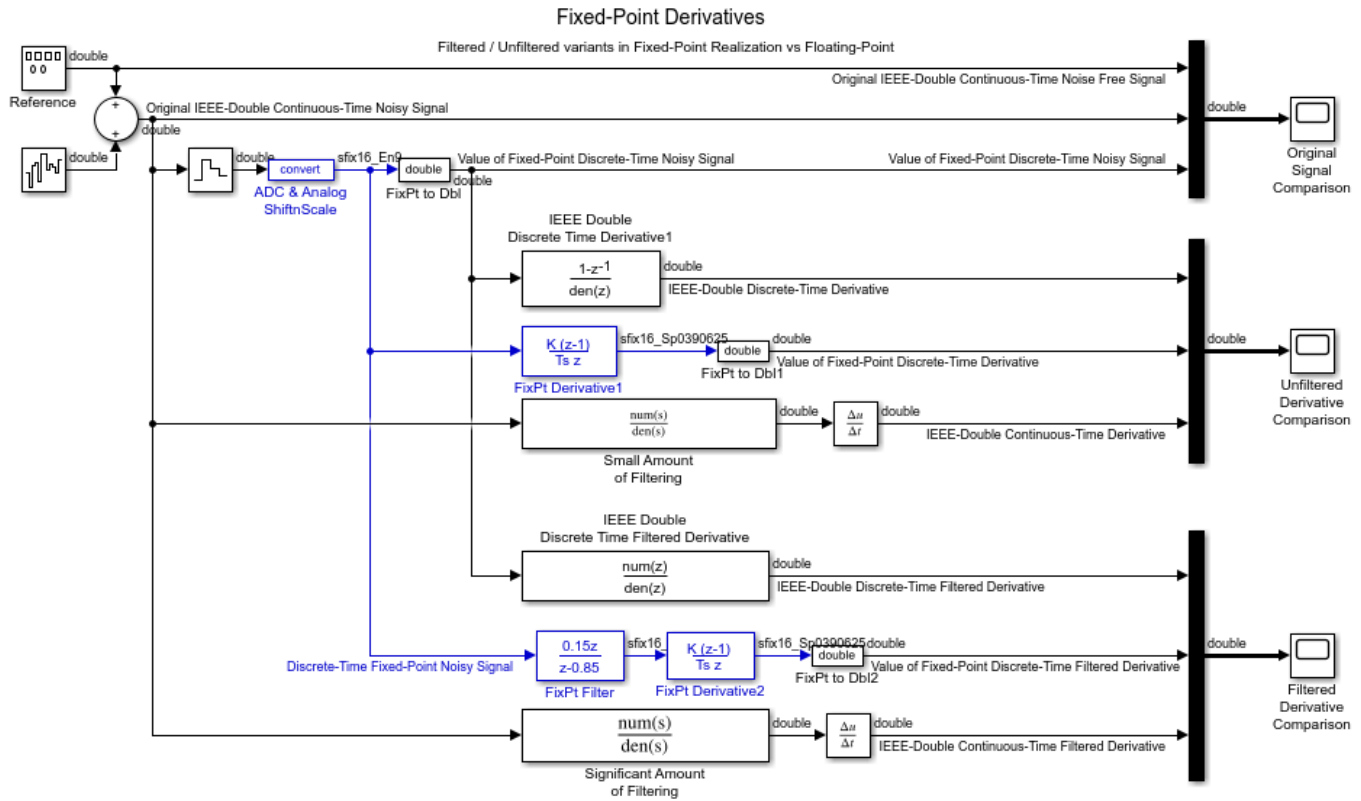 Fixed-Point Derivatives
Filtered / Unfiltered variants in Fixed-Point Realization vs Floating-Point
double
Reference
Original IEEE-Double Continuous-Time Noise Free Signal
+
+
Original IEEE-Double Continuous-Time Noisy Signal
double
double
double
Original
Signal
Comparison
double
convert
ADC & Analog
ShiftnScale
sfix16_En9
double
FixPt to Dbl
Value of Fixed-Point Discrete-Time Noisy Signal
double
Value of Fixed-Point Discrete-Time Noisy Signal
IEEE Double
Discrete Time Derivative1
1-z-1
den(z)
double
IEEE-Double Discrete-Time Derivative
K (z-1)
Ts z
FixPt Derivative1
sfix16_Sp0390625
double
FixPt to Dbl1
double
Value of Fixed-Point Discrete-Time Derivative
double
Unfiltered
Derivative
Comparison
num(s)
den(s)
Small Amount
of Filtering
double
Δu
Δt
double
IEEE-Double Continuous-Time Derivative
IEEE Double
Discrete Time Filtered Derivative
num(z)
den(z)
double
IEEE-Double Discrete-Time Filtered Derivative
Discrete-Time Fixed-Point Noisy Signal
0.15z
z-0.85
FixPt Filter
sfix16_
K (z-1)
Ts z
FixPt Derivative2
sfix16_Sp0390625
double
FixPt to Dbl2
double
Value of Fixed-Point Discrete-Time Filtered Derivative
double
Filtered
Derivative
Comparison
num(s)
den(s)
Significant Amount
of Filtering
double
Δu
Δt
double
IEEE-Double Continuous-Time Filtered Derivative